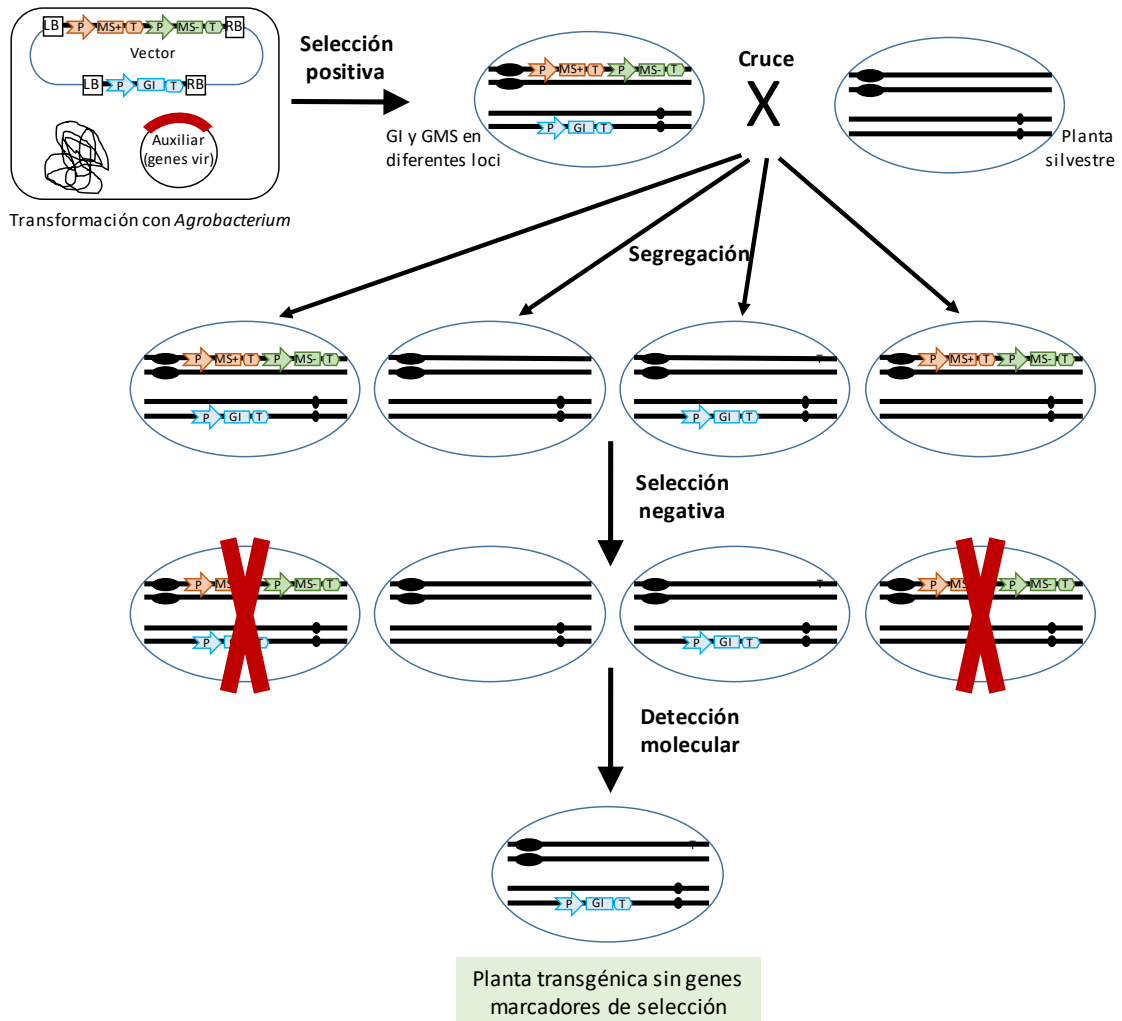 LB P MS+ T P MS- T RB
Vector
LB P GI T RB
Auxiliar
(genes vir)
Transformación con Agrobacterium
Selección
positiva
P MS+ T P MS- T
P GI T
GI y GMS en
diferentes loci
Cruce
X
Planta
silvestre
Segregación
P MS+ T P MS- T
P GI T
T
P GI T
P MS+ T P MS- T
Selección
negativa
P MS P MS- T
P T
T
P GI T
P MS P MS- T
Detección
molecular
T
P GI T
Planta transgénica sin genes
marcadores de selección